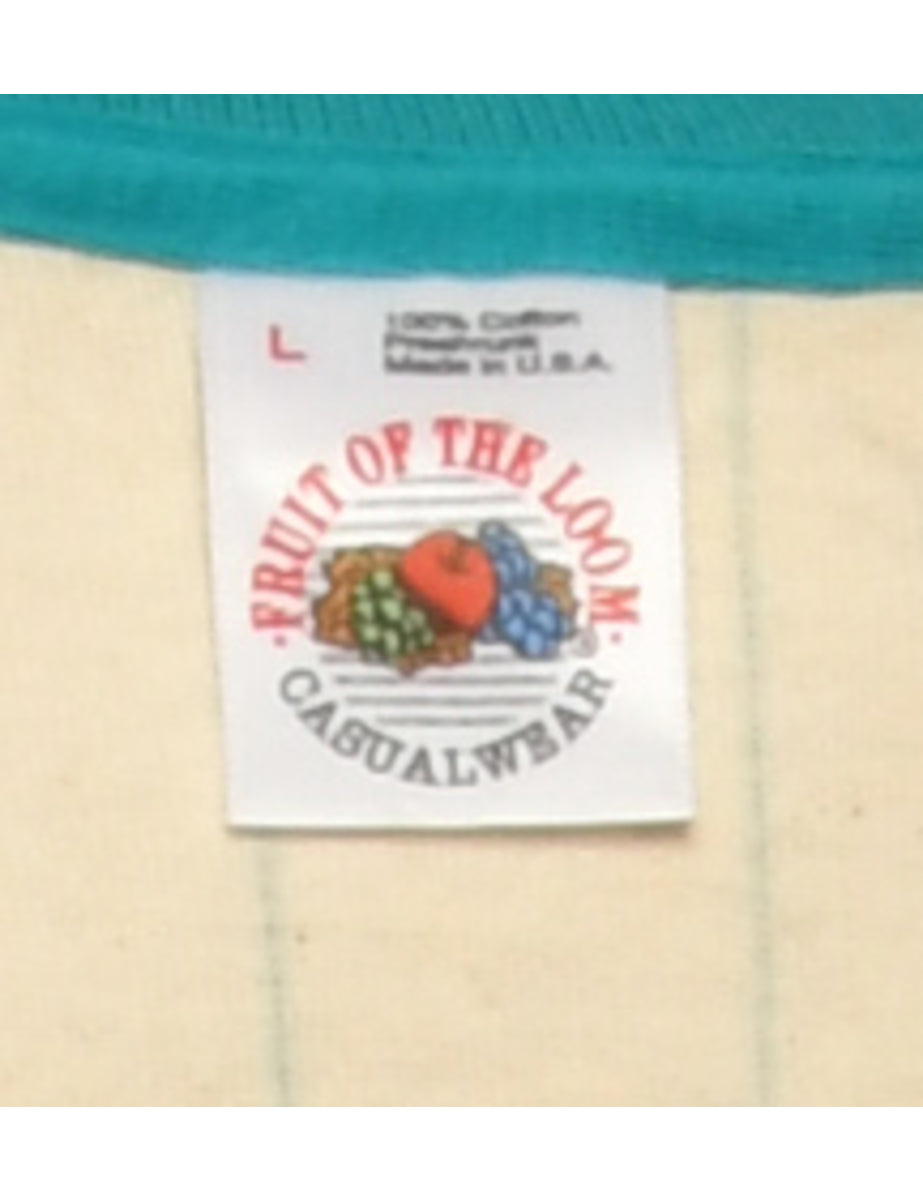 L
100% Cotton
Preshrunk
Made in U.S.A.
·FRUIT OF THE LOOM·
®
CASUALWEAR